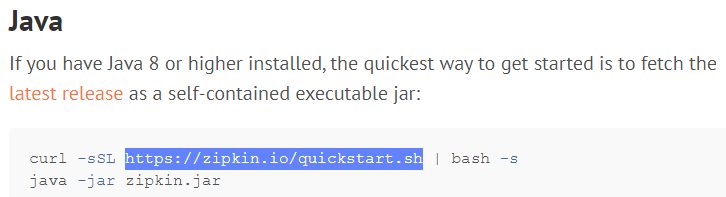 Java
If you have Java 8 or higher installed, the quickest way to get started is to fetch the
latest release as a self-contained executable jar:
curl -sSL https://zipkin.io/quickstart.sh | bash -s
java -jar zipkin.jar